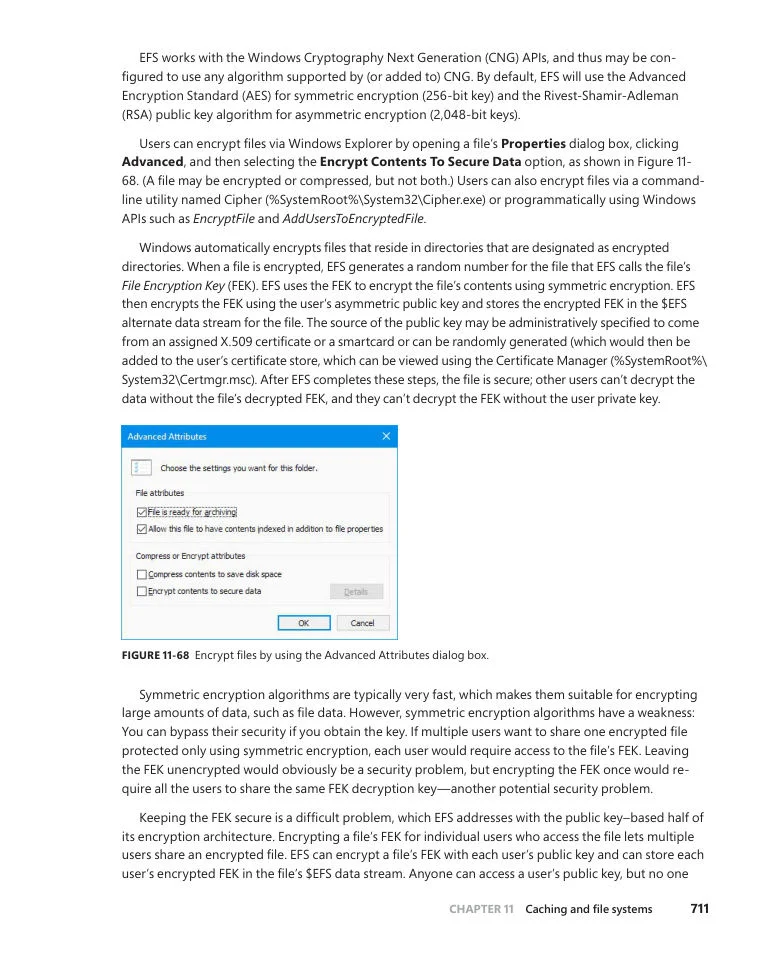 EFS works with the Windows Cryptography Next Generation (CNG) APIs, and thus may be con-
figured to use any algorithm supported by (or added to) CNG. By default, EFS will use the Advanced
Encryption Standard (AES) for symmetric encryption (256-bit key) and the Rivest-Shamir-Adleman
(RSA) public key algorithm for asymmetric encryption (2,048-bit keys).
Users can encrypt files via Windows Explorer by opening a file's Properties dialog box, clicking
Advanced, and then selecting the Encrypt Contents To Secure Data option, as shown in Figure 11-
68. (A file may be encrypted or compressed, but not both.) Users can also encrypt files via a command-
line utility named Cipher (%SystemRoot%\System32\Cipher.exe) or programmatically using Windows
APIs such as EncryptFile and AddUsersToEncryptedFile.
Windows automatically encrypts files that reside in directories that are designated as encrypted
directories. When a file is encrypted, EFS generates a random number for the file that EFS calls the file's
File Encryption Key (FEK). EFS uses the FEK to encrypt the file's contents using symmetric encryption. EFS
then encrypts the FEK using the user's asymmetric public key and stores the encrypted FEK in the $EFS
alternate data stream for the file. The source of the public key may be administratively specified to come
from an assigned X.509 certificate or a smartcard or can be randomly generated (which would then be
added to the user's certificate store, which can be viewed using the Certificate Manager (%SystemRoot%\
System32\Certmgr.msc). After EFS completes these steps, the file is secure; other users can't decrypt the
data without the file's decrypted FEK, and they can't decrypt the FEK without the user private key.
Advanced Attributes
Choose the settings you want for this folder.
File attributes
File is ready for archiving
Allow this file to have contents indexed in addition to file properties
Compress or Encrypt attributes
Compress contents to save disk space
Encrypt contents to secure data
Details
OK Cancel
FIGURE 11-68 Encrypt files by using the Advanced Attributes dialog box.
Symmetric encryption algorithms are typically very fast, which makes them suitable for encrypting
large amounts of data, such as file data. However, symmetric encryption algorithms have a weakness:
You can bypass their security if you obtain the key. If multiple users want to share one encrypted file
protected only using symmetric encryption, each user would require access to the file's FEK. Leaving
the FEK unencrypted would obviously be a security problem, but encrypting the FEK once would re-
quire all the users to share the same FEK decryption key—another potential security problem.
Keeping the FEK secure is a difficult problem, which EFS addresses with the public key–based half of
its encryption architecture. Encrypting a file's FEK for individual users who access the file lets multiple
users share an encrypted file. EFS can encrypt a file's FEK with each user's public key and can store each
user's encrypted FEK in the file's $EFS data stream. Anyone can access a user's public key, but no one
CHAPTER 11 Caching and file systems 711